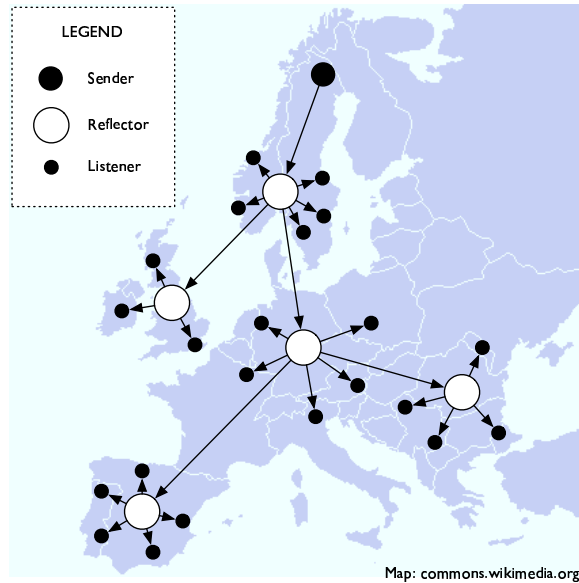 LEGEND
Sender
Reflector
Listener
Map: commons.wikimedia.org